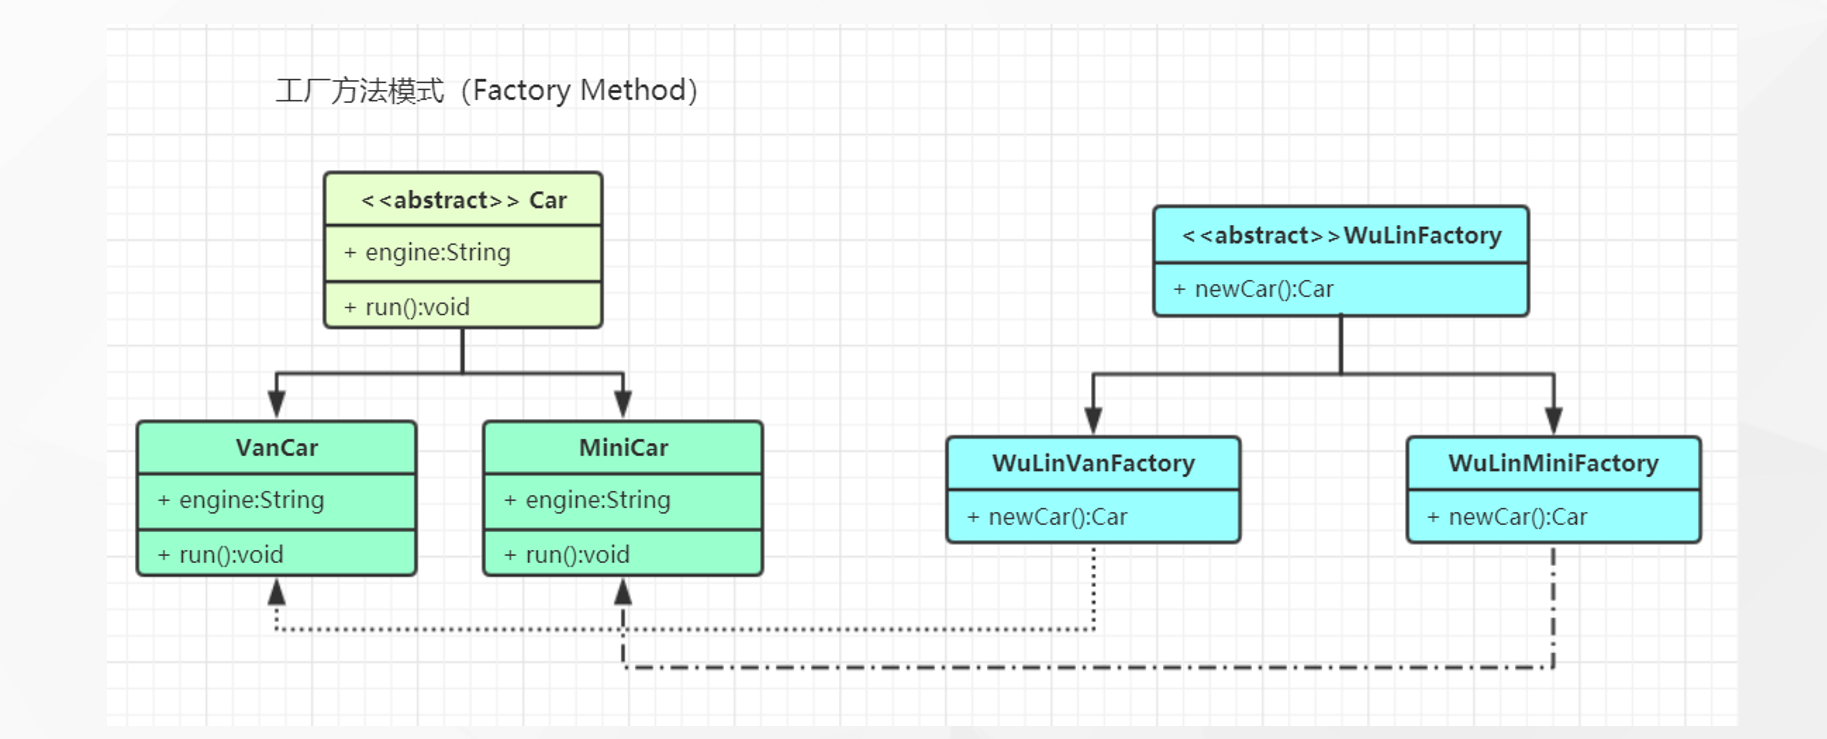 工厂方法模式（Factory Method）
<<abstract>> Car
+ engine:String
+ run():void
<<abstract>>WuLinFactory
+ newCar():Car
VanCar
+ engine:String
+ run():void
MiniCar
+ engine:String
+ run():void
WuLinVanFactory
+ newCar():Car
WuLinMiniFactory
+ newCar():Car